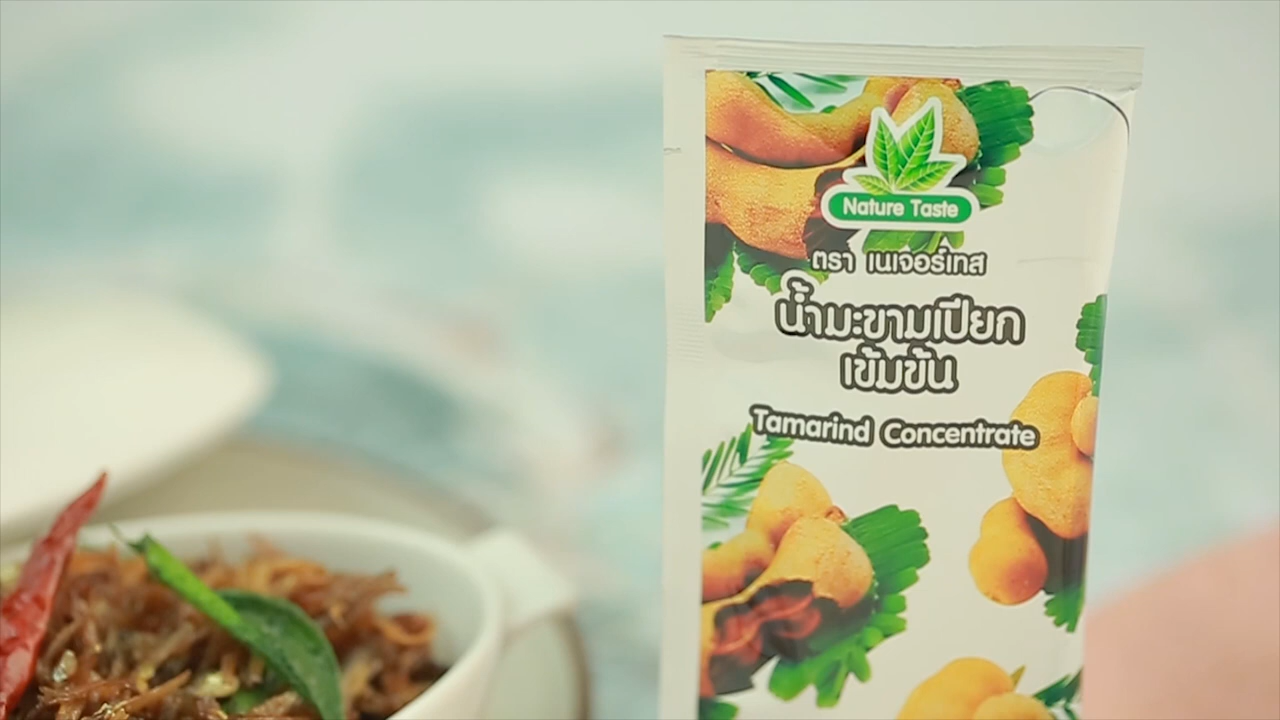 Nature Taste
ตรา เนเจอร์เทส
น้ำมะขามเปียก
เข้มข้น
Tamarind Concentrate